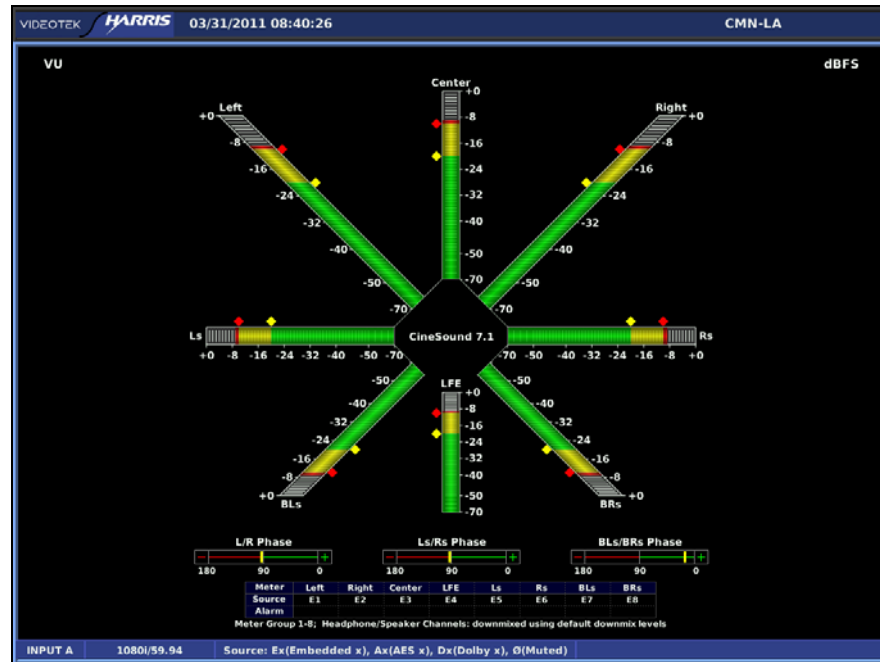 VIDEOTEK HARRIS 03/31/2011 08:40:26 CMN-LA
VU dBFS
Center
+0
-8
-16
-24
-32
-40
-50
-70
Left
+0
-8
-16
-24
-32
-40
-50
-70
Right
+0
-8
-16
-24
-32
-40
-50
-70
Ls
+0 -8 -16 -24 -32 -40 -50 -70
CineSound 7.1
Rs
-70 -50 -40 -32 -24 -16 -8 +0
LFE
+0
-8
-16
-24
-32
-40
-50
-70
-50
-40
-32
-24
-16
-8
+0
BLs
-50
-40
-32
-24
-16
-8
+0
BRs
L/R Phase Ls/Rs Phase BLs/BRs Phase
- + - + - +
180 90 0 180 90 0 180 90 0
Meter Left Right Center LFE Ls Rs BLs BRs
Source E1 E2 E3 E4 E5 E6 E7 E8
Alarm
Meter Group 1-8; Headphone/Speaker Channels: downmixed using default downmix levels
INPUT A 1080i/59.94 Source: Ex(Embedded x), Ax(AES x), Dx(Dolby x), Ø(Muted)